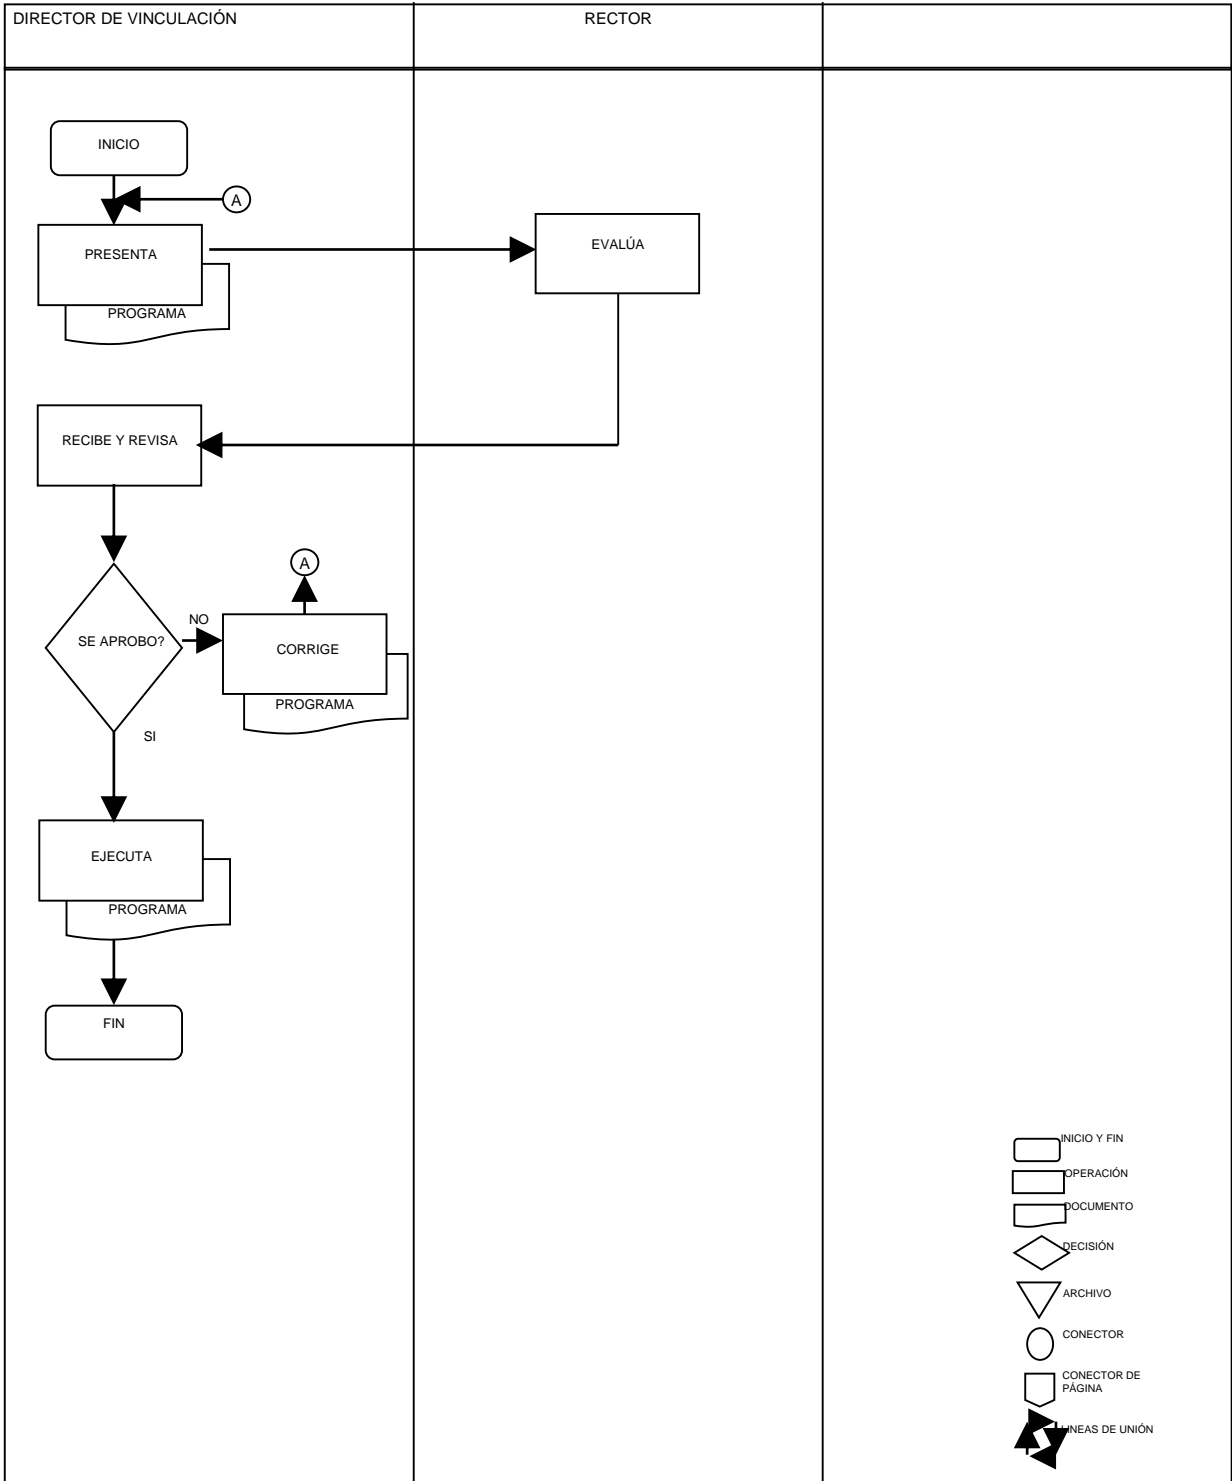 DIRECTOR DE VINCULACIÓN
RECTOR
INICIO
A
PRESENTA
PROGRAMA
EVALÚA
RECIBE Y REVISA
A
SE APROBO?
NO
CORRIGE
PROGRAMA
SI
EJECUTA
PROGRAMA
FIN
INICIO Y FIN
OPERACIÓN
DOCUMENTO
DECISIÓN
ARCHIVO
CONECTOR
CONECTOR DE
PÁGINA
LINEAS DE UNIÓN